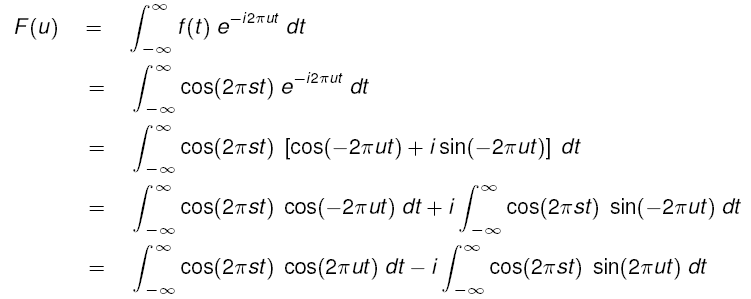 F(u) = ∫_{-∞}^{∞} f(t) e^{-i2πut} dt
= ∫_{-∞}^{∞} cos(2πst) e^{-i2πut} dt
= ∫_{-∞}^{∞} cos(2πst) [cos(−2πut) + i sin(−2πut)] dt
= ∫_{-∞}^{∞} cos(2πst) cos(−2πut) dt + i ∫_{-∞}^{∞} cos(2πst) sin(−2πut) dt
= ∫_{-∞}^{∞} cos(2πst) cos(2πut) dt − i ∫_{-∞}^{∞} cos(2πst) sin(2πut) dt